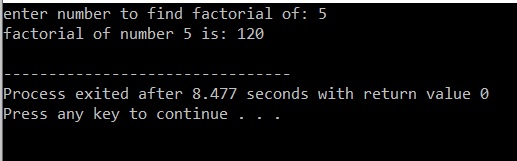 enter number to find factorial of: 5
factorial of number 5 is: 120
--------------------------------
Process exited after 8.477 seconds with return value 0
Press any key to continue . . .